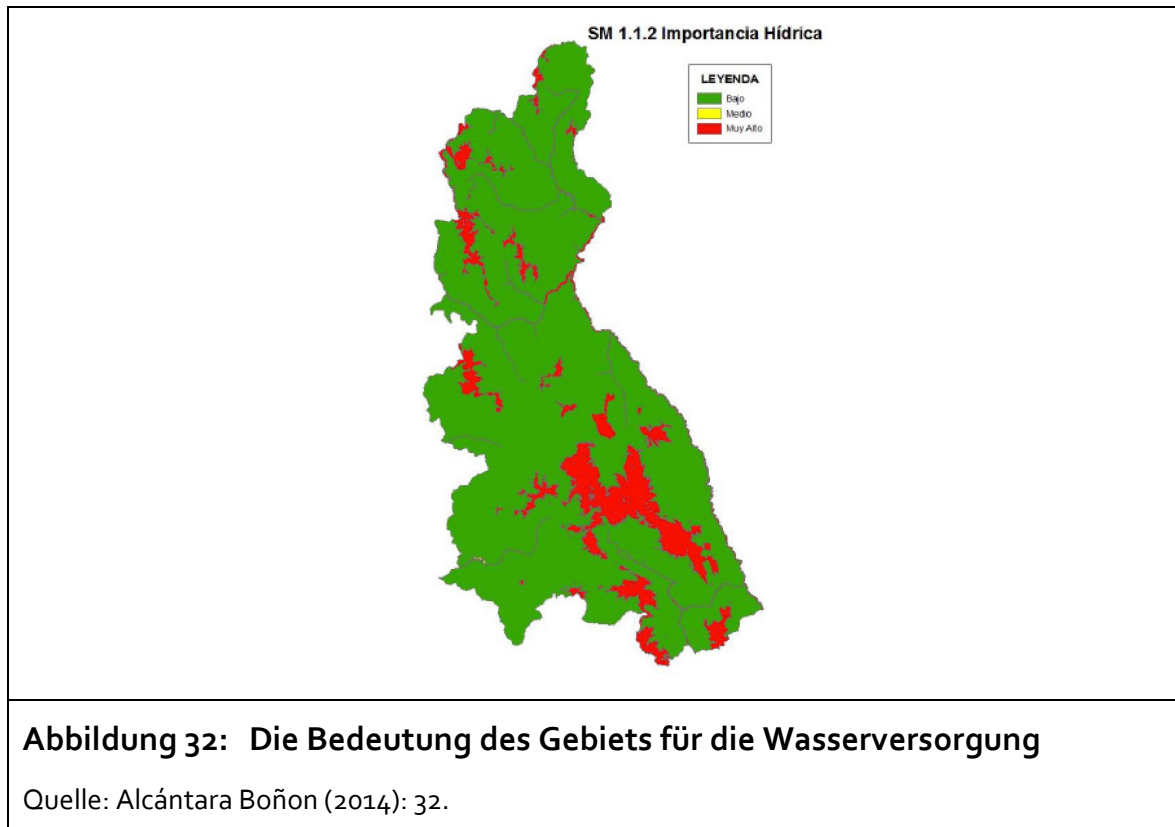 SM 1.1.2 Importancia Hídrica
LEYENDA
Bajo
Medio
Muy Alto
Abbildung 32: Die Bedeutung des Gebiets für die Wasserversorgung
Quelle: Alcántara Boñon (2014): 32.